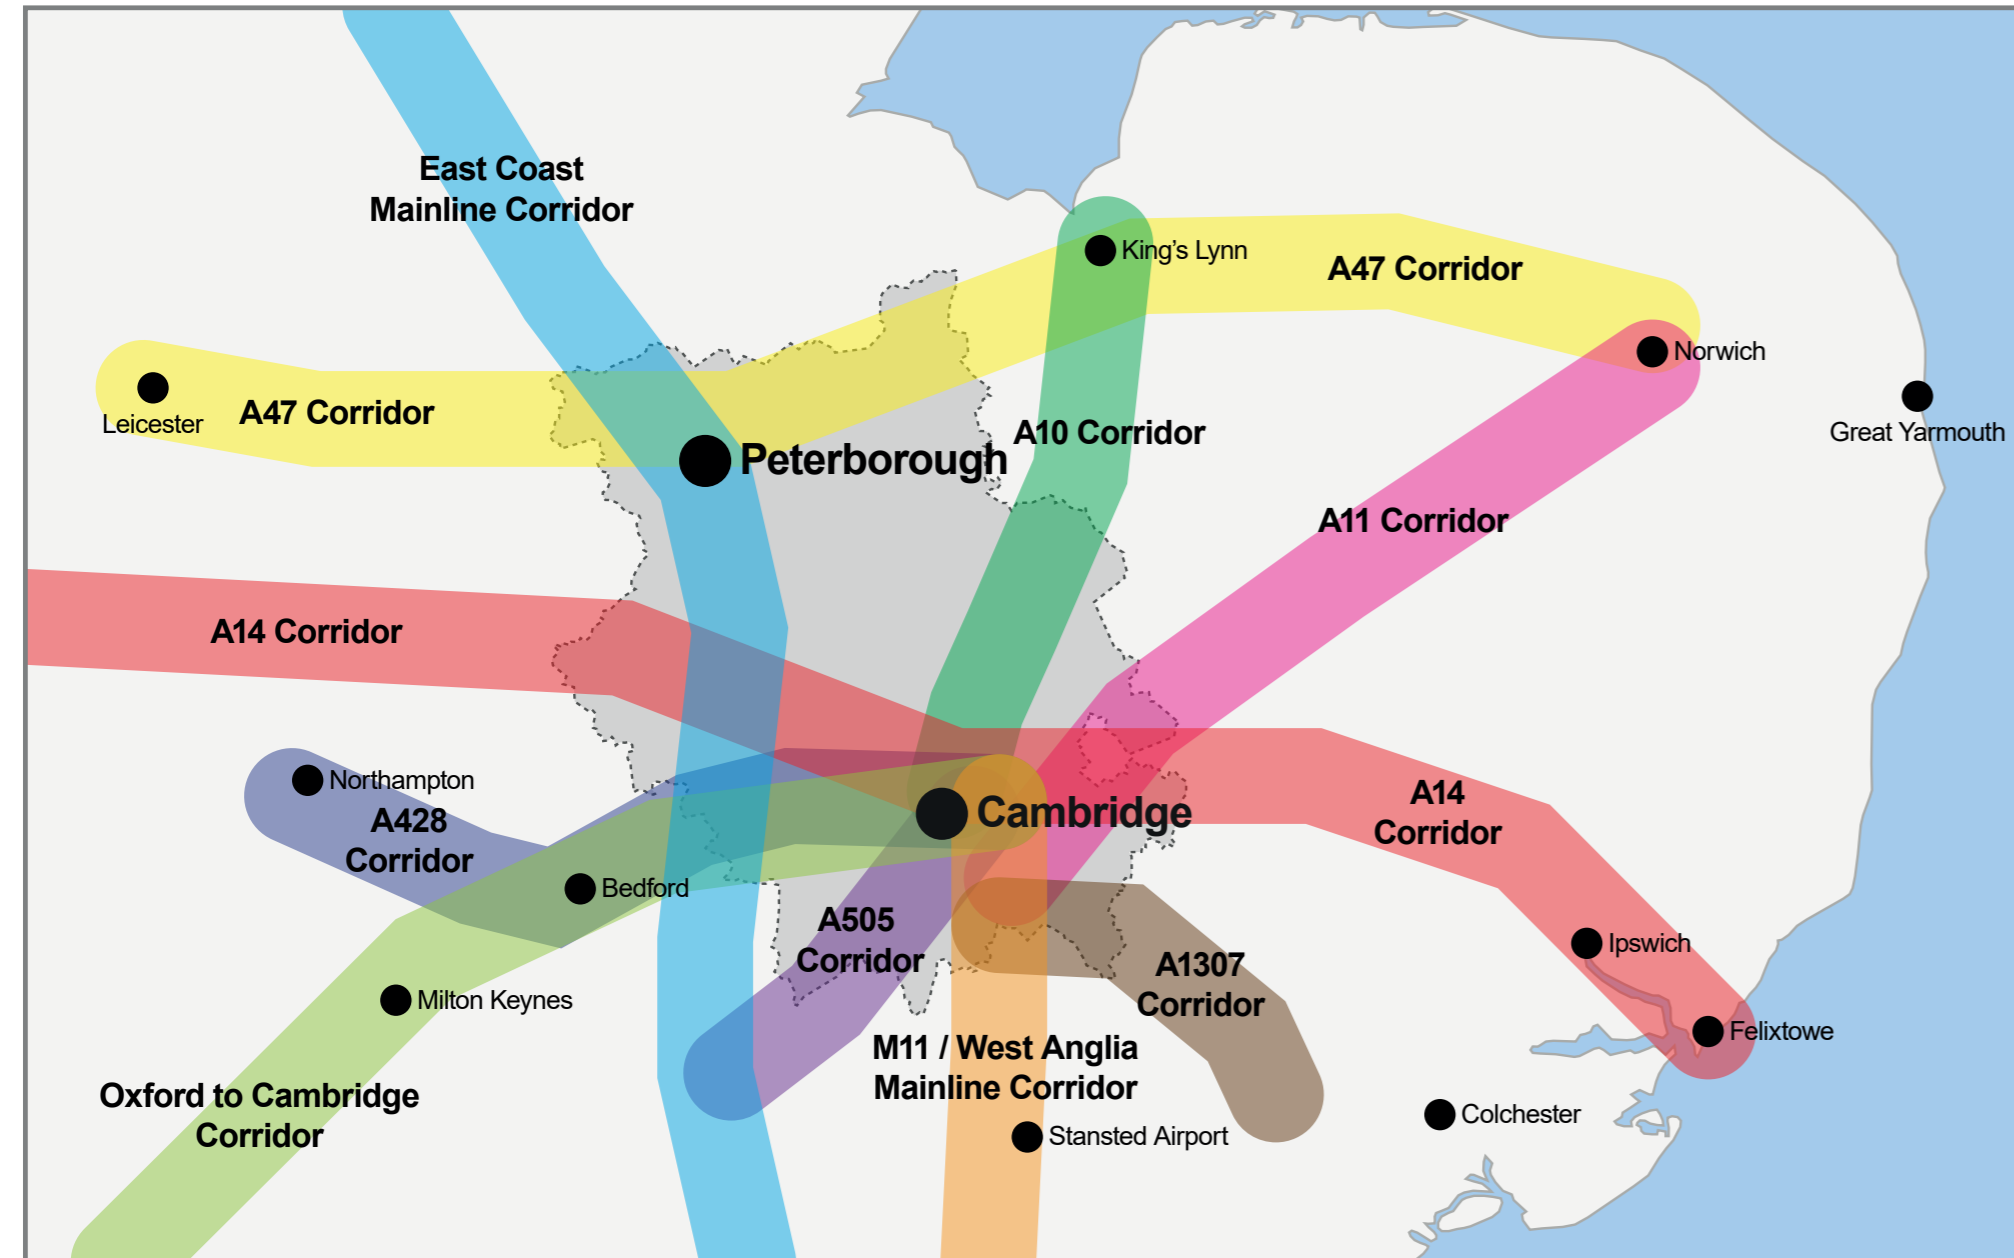 East Coast
Mainline Corridor
King’s Lynn
A47 Corridor
Norwich
Leicester
A47 Corridor
Great Yarmouth
A10 Corridor
Peterborough
A11 Corridor
A14 Corridor
Northampton
A428
Corridor
A14
Corridor
Cambridge
Bedford
A505
Corridor
Ipswich
A1307
Corridor
Milton Keynes
Felixtowe
M11 / West Anglia
Mainline Corridor
Oxford to Cambridge
Corridor
Colchester
Stansted Airport